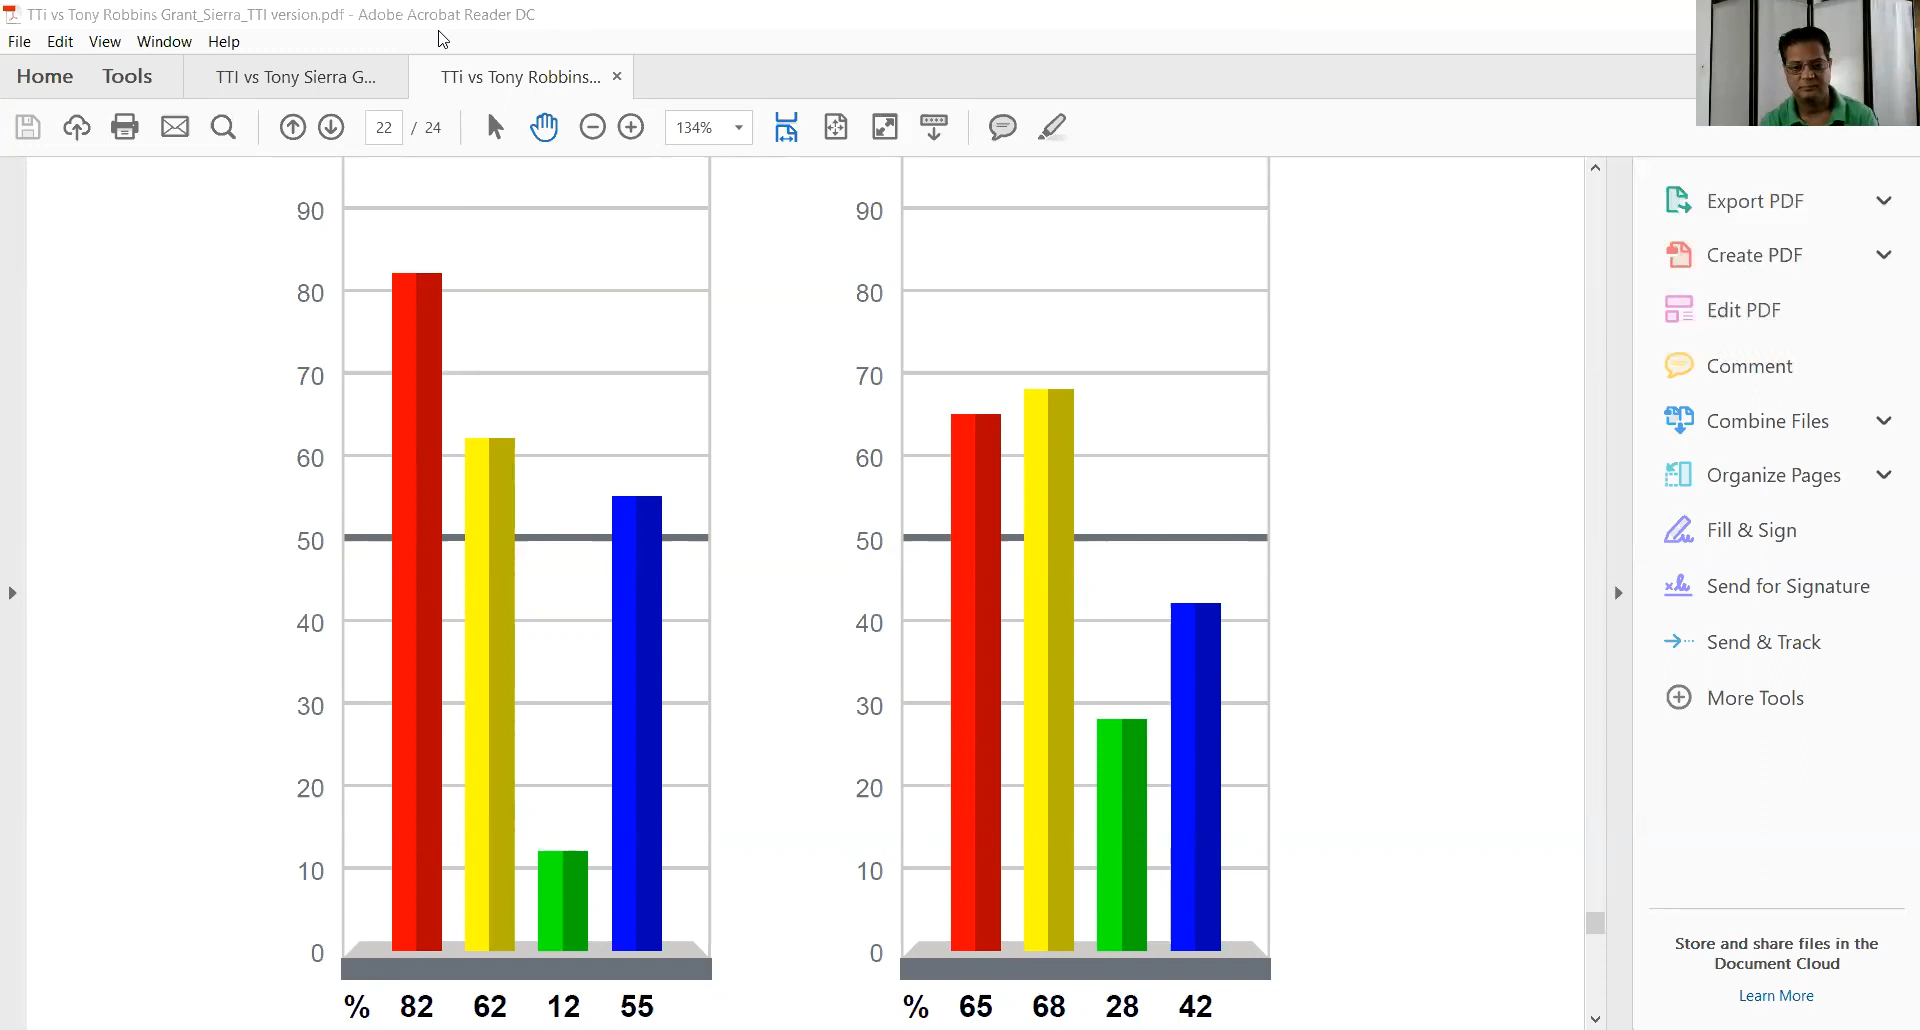 TTi vs Tony Robbins Grant_Sierra_TTI version.pdf - Adobe Acrobat Reader DC
File Edit View Window Help
Home Tools TTI vs Tony Sierra G... TTi vs Tony Robbins... ×
22 / 24 134%
90 90
80 80
70 70
60 60
50 50
40 40
30 30
20 20
10 10
0 0
% 82 62 12 55 % 65 68 28 42
Export PDF
Create PDF
Edit PDF
Comment
Combine Files
Organize Pages
Fill & Sign
Send for Signature
Send & Track
More Tools
Store and share files in the
Document Cloud
Learn More